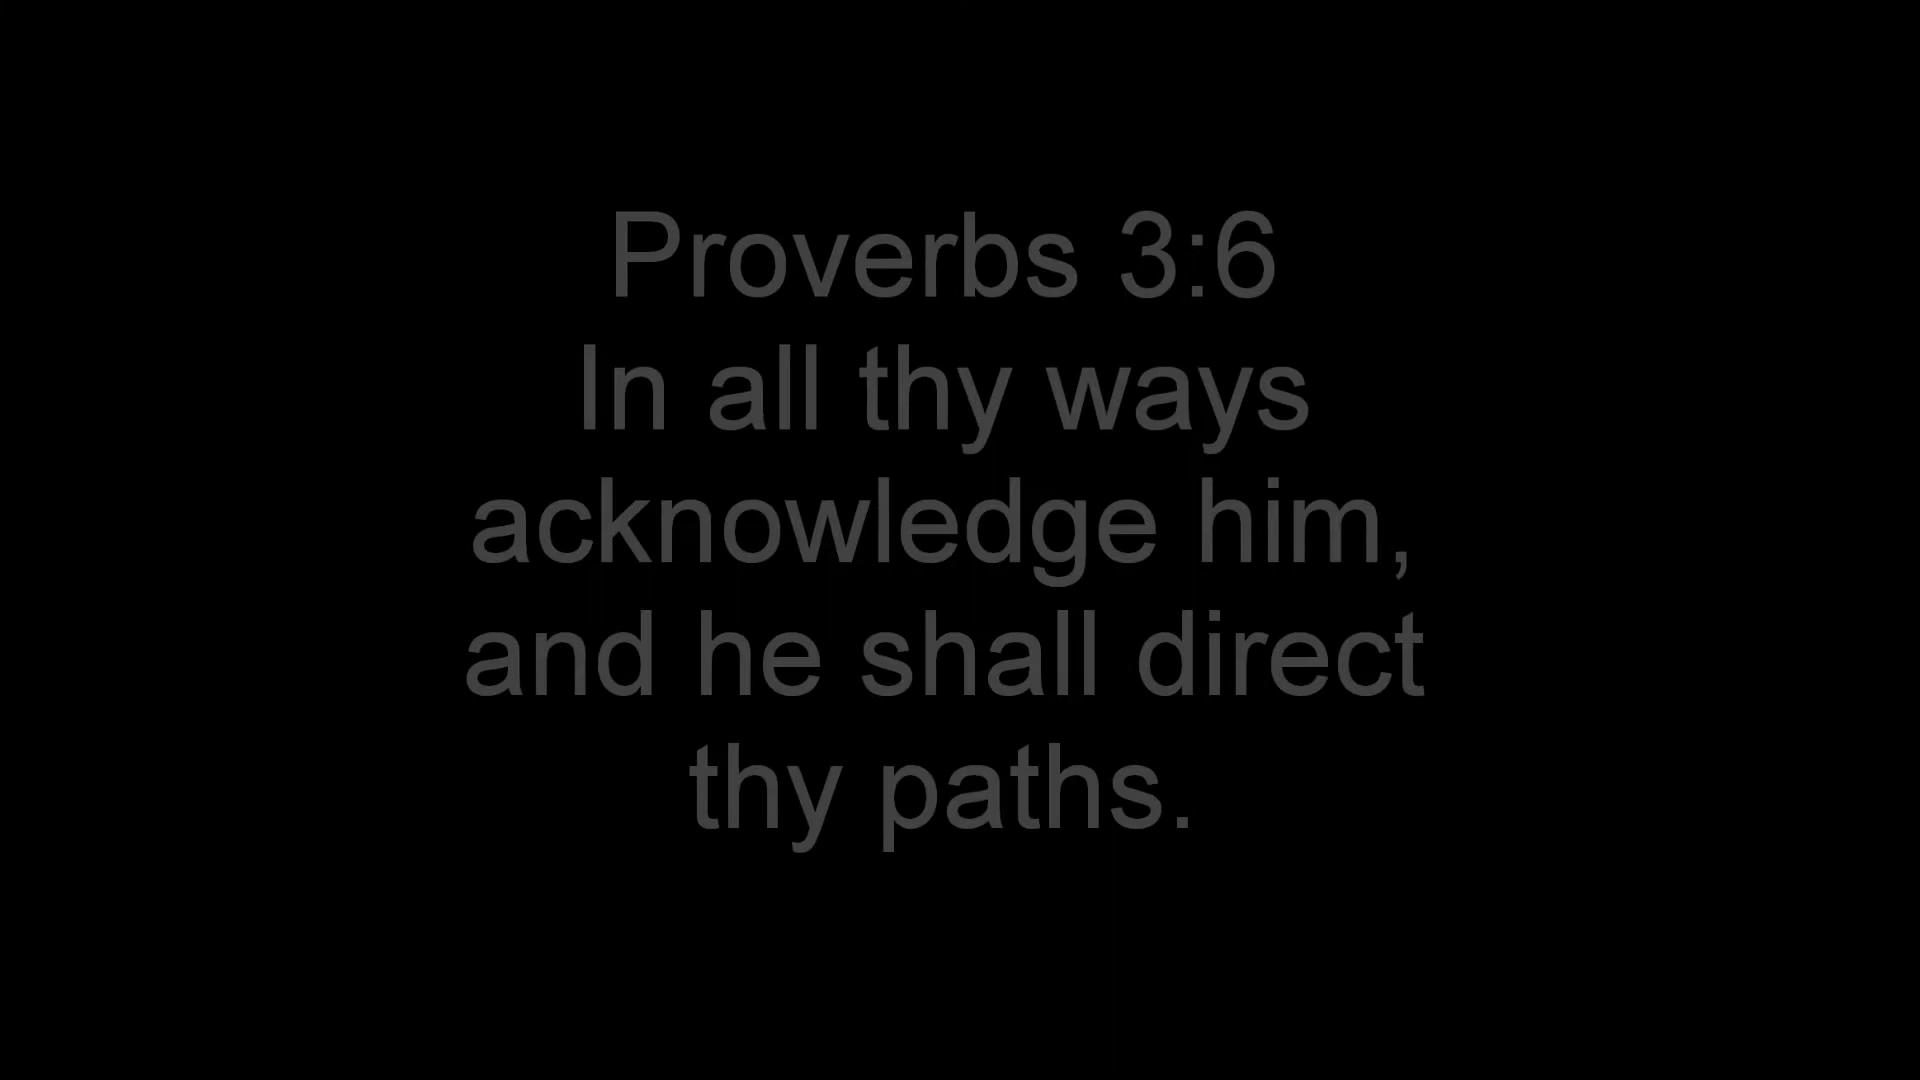 Proverbs 3:6
In all thy ways
acknowledge him,
and he shall direct
thy paths.